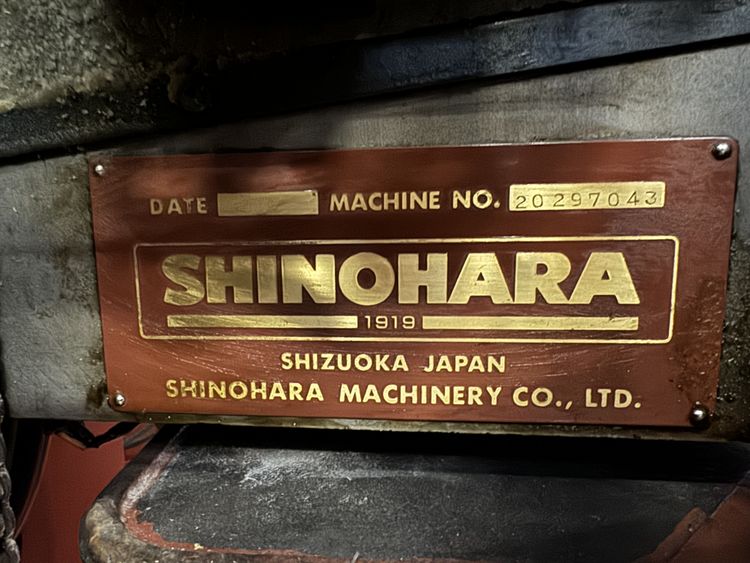 DATE MACHINE NO. 20297043
SHINOHARA
1919
SHIZUOKA JAPAN
SHINOHARA MACHINERY CO., LTD.